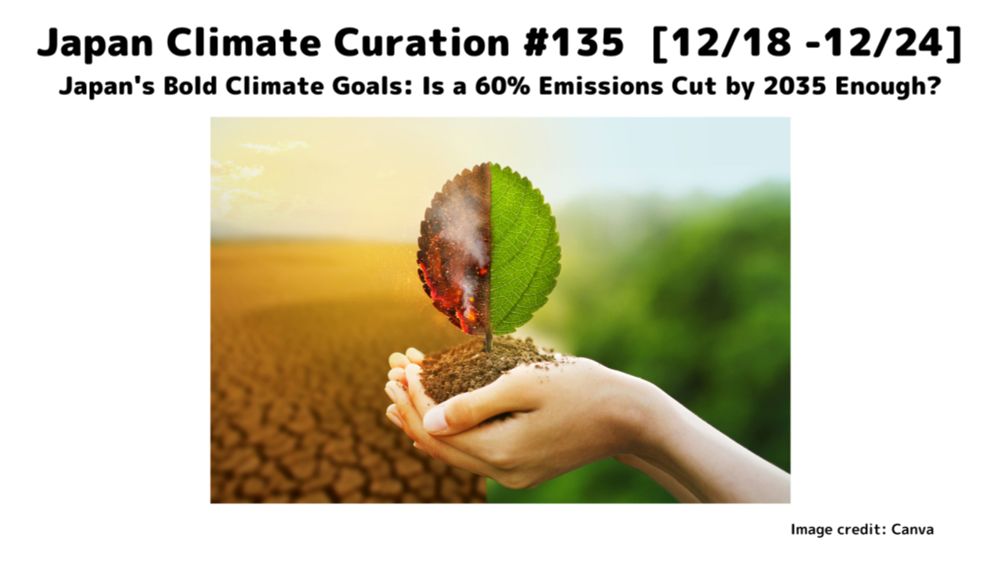 Japan Climate Curation #135 [12/18 -12/24]
Japan's Bold Climate Goals: Is a 60% Emissions Cut by 2035 Enough?
Image credit: Canva